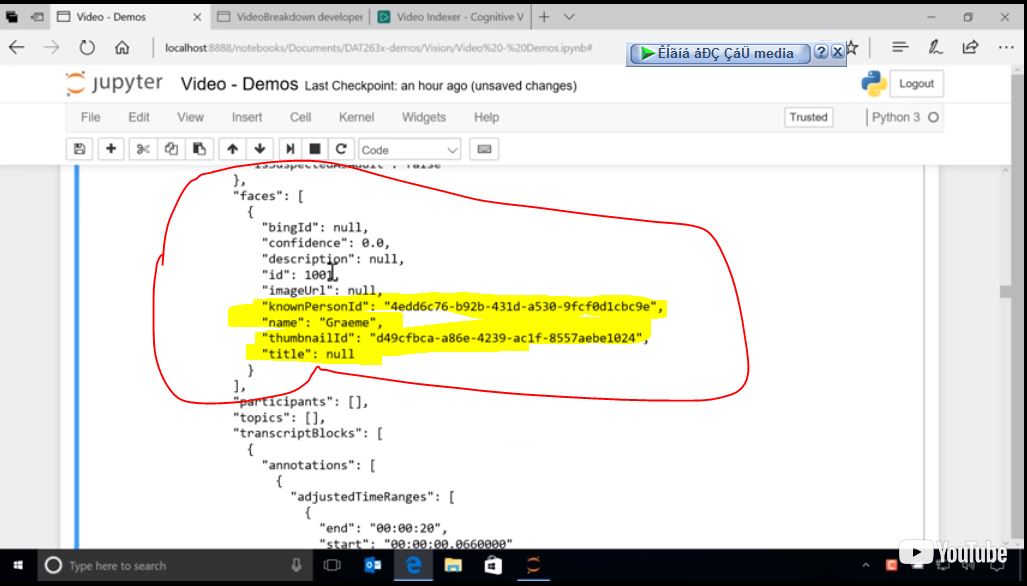 Video - Demos
VideoBreakdown developer
Video Indexer - Cognitive V
localhost:8888/notebooks/Documents/DAT263x-demos/Vision/Video%20-%20Demos.ipynb#
ÊÍãíá åÐÇ ÇáÜ media
?
X
jupyter Video - Demos Last Checkpoint: an hour ago (unsaved changes)
Logout
File Edit View Insert Cell Kernel Widgets Help
Trusted
Python 3
Code
"isSuspectedAsAdult": false
},
"faces": [
{
"bingId": null,
"confidence": 0.0,
"description": null,
"id": 1001,
"imageUrl": null,
"knownPersonId": "4edd6c76-b92b-431d-a530-9fcf0d1cbc9e",
"name": "Graeme",
"thumbnailId": "d49cfbca-a86e-4239-ac1f-8557aebe1024",
"title": null
}
],
"participants": [],
"topics": [],
"transcriptBlocks": [
{
"annotations": [
{
"adjustedTimeRanges": [
{
"end": "00:00:20",
"start": "00:00:00.0660000"
Type here to search
YouTube